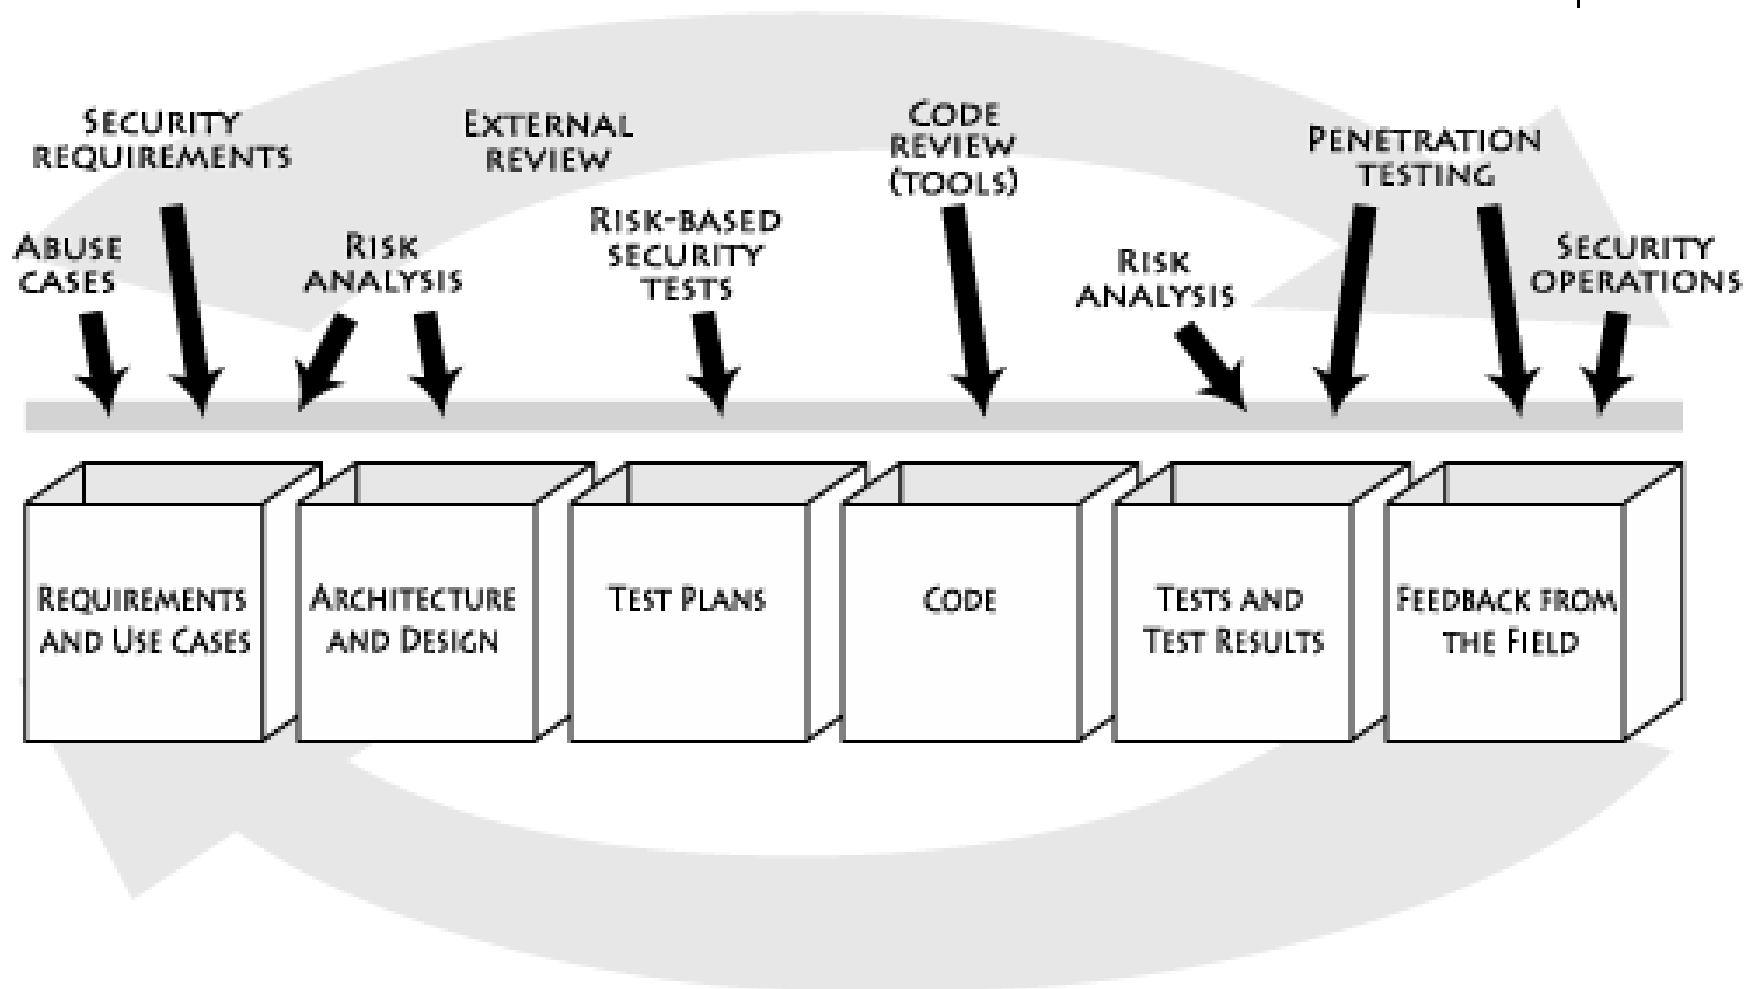 SECURITY
REQUIREMENTS
EXTERNAL
REVIEW
CODE
REVIEW
(TOOLS)
PENETRATION
TESTING
ABUSE
CASES
RISK
ANALYSIS
RISK-BASED
SECURITY
TESTS
RISK
ANALYSIS
SECURITY
OPERATIONS
REQUIREMENTS
AND USE CASES
ARCHITECTURE
AND DESIGN
TEST PLANS
CODE
TESTS AND
TEST RESULTS
FEEDBACK FROM
THE FIELD